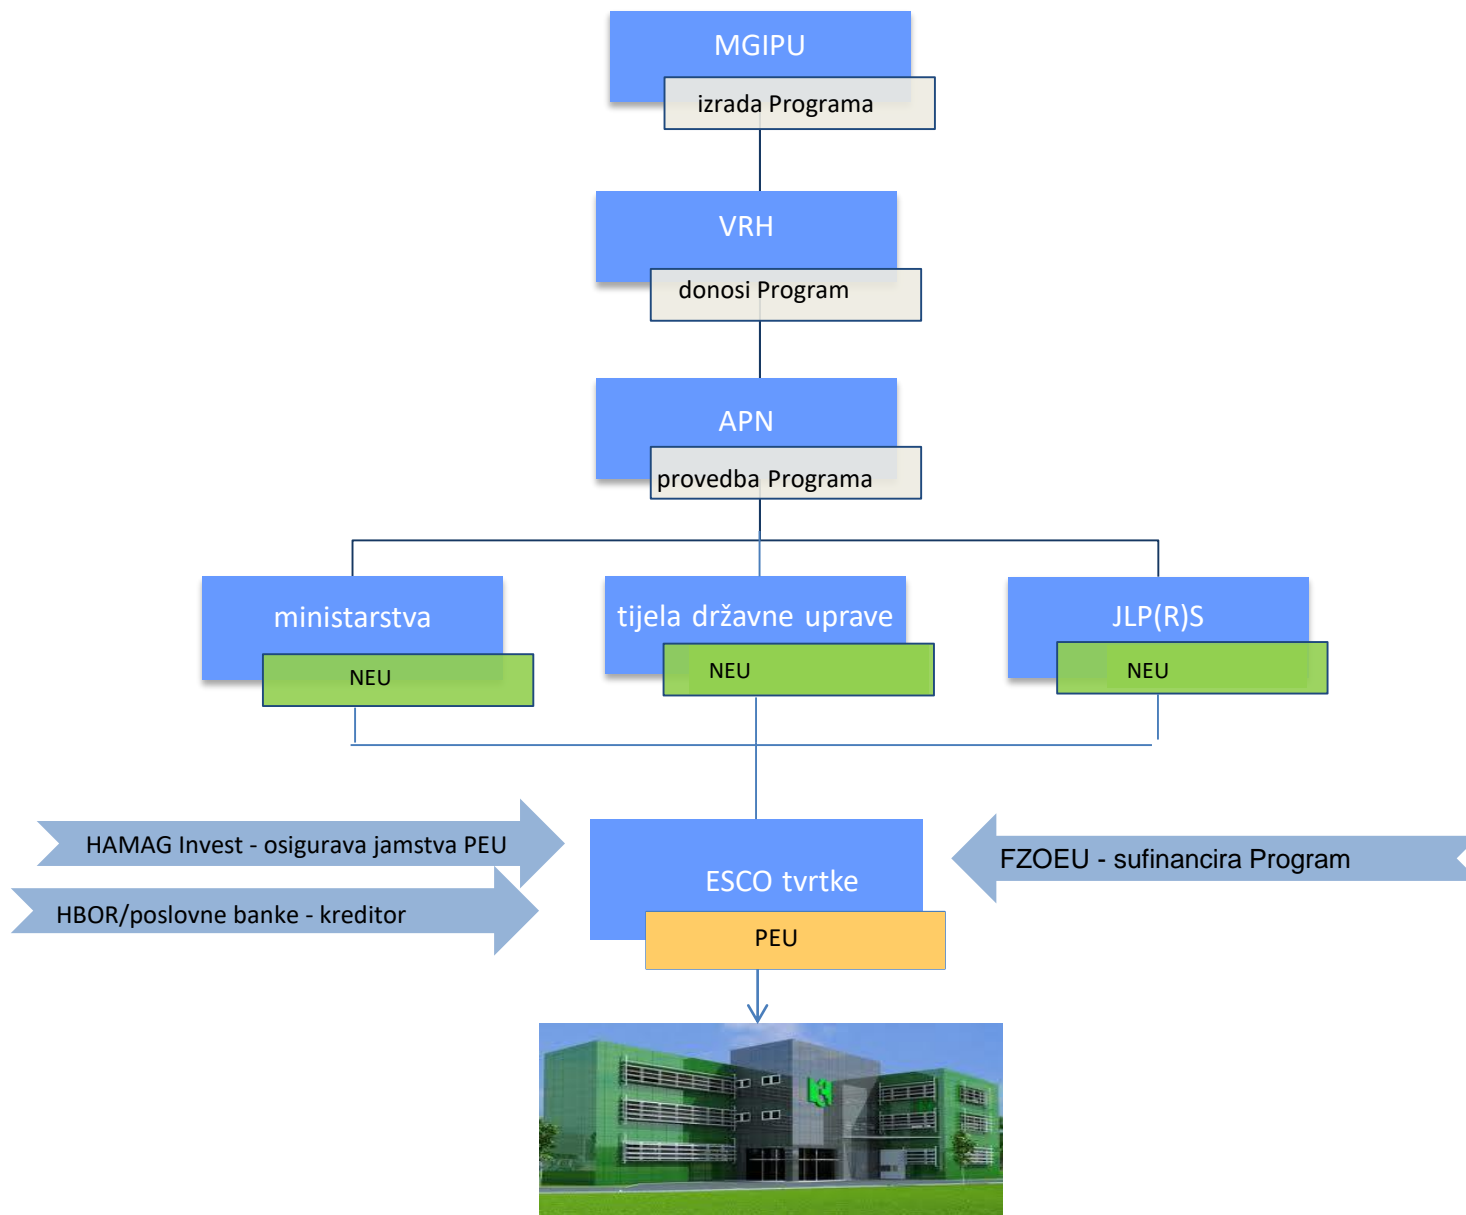 MGIPU
izrada Programa
VRH
donosi Program
APN
provedba Programa
ministarstva
NEU
tijela državne uprave
NEU
JLP(R)S
NEU
HAMAG Invest - osigurava jamstva PEU
HBOR/poslovne banke - kreditor
ESCO tvrtke
PEU
FZOEU - sufinancira Program